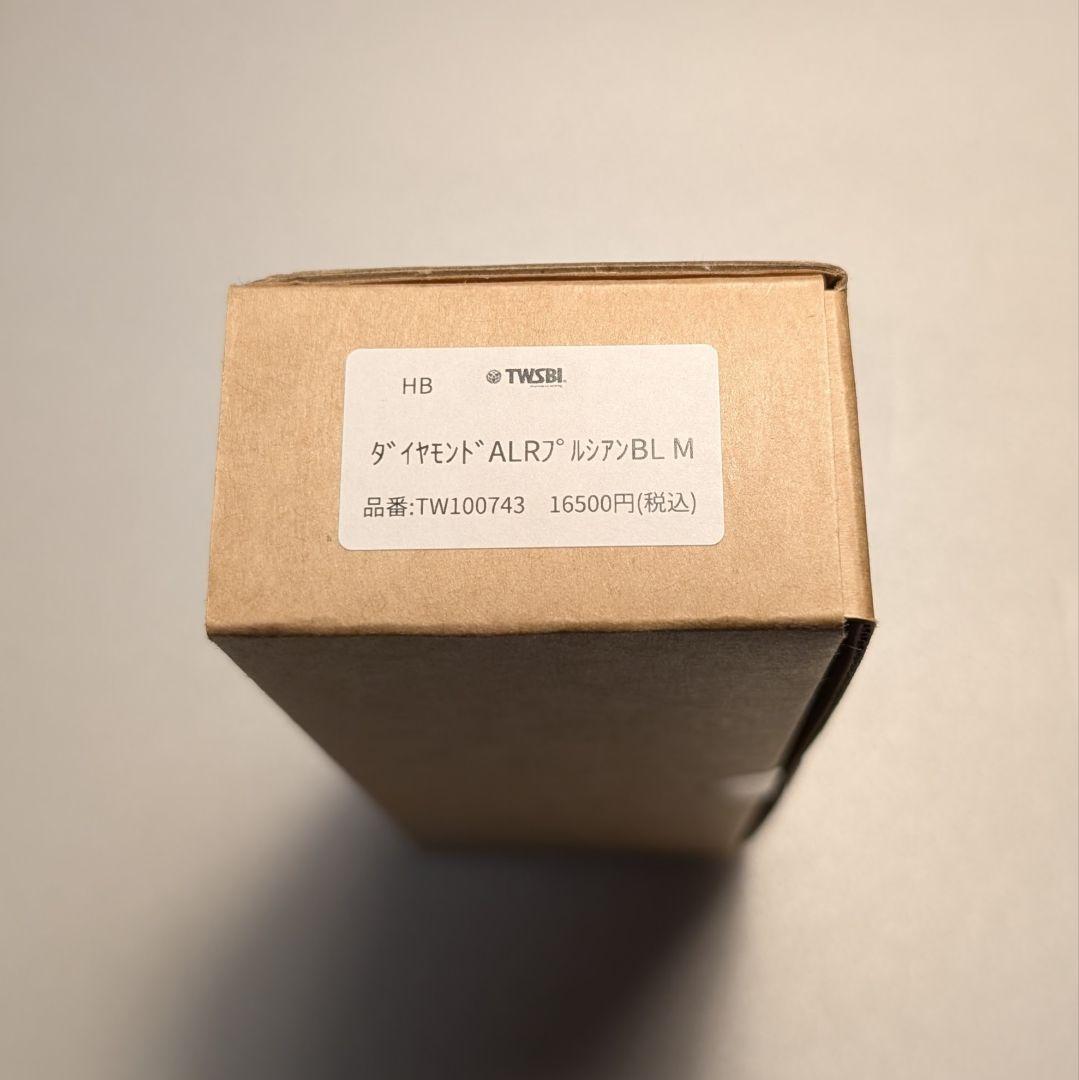 HB TWSBI
ﾀﾞｲﾔﾓﾝﾄﾞALRﾌﾟﾙｼｱﾝBL M
品番:TW100743 16500円(税込)